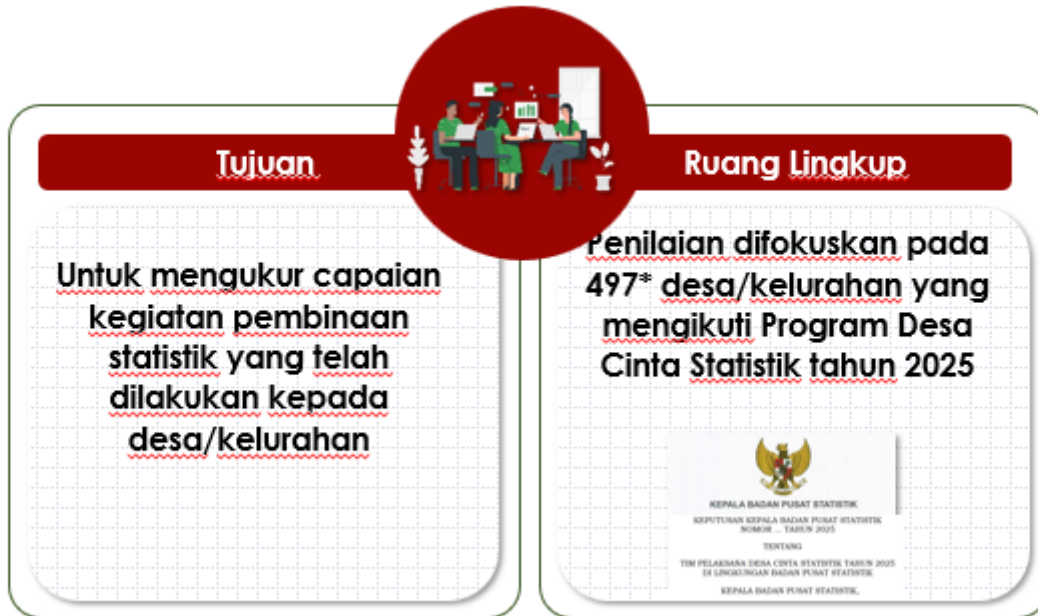 Tujuan
Untuk mengukur capaian
kegiatan pembinaan
statistik yang telah
dilakukan kepada
desa/kelurahan
Ruang Lingkup
Penilaian difokuskan pada
497* desa/kelurahan yang
mengikuti Program Desa
Cinta Statistik tahun 2025
KEPALA BADAN PUSAT STATISTIK
KEPUTUSAN KEPALA BADAN PUSAT STATISTIK
NOMOR ... TAHUN 2025
TENTANG
TIM PELAKSANA DESA CINTA STATISTIK TAHUN 2025
DI LINGKUNGAN BADAN PUSAT STATISTIK
KEPALA BADAN PUSAT STATISTIK,